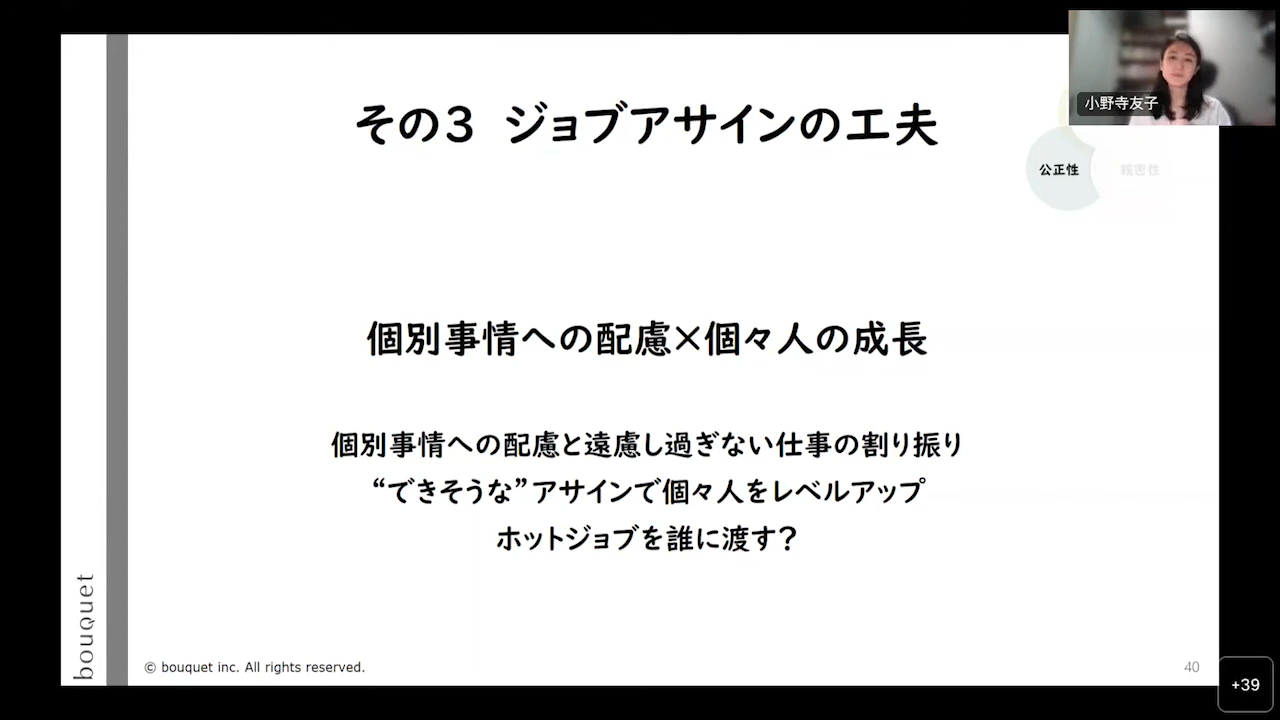 その3 ジョブアサインの工夫
小野寺友子
公正性
親密性
個別事情への配慮×個々人の成長
個別事情への配慮と遠慮し過ぎない仕事の割り振り
“できそうな”アサインで個々人をレベルアップ
ホットジョブを誰に渡す?
bouquet
© bouquet inc. All rights reserved.
40
+39